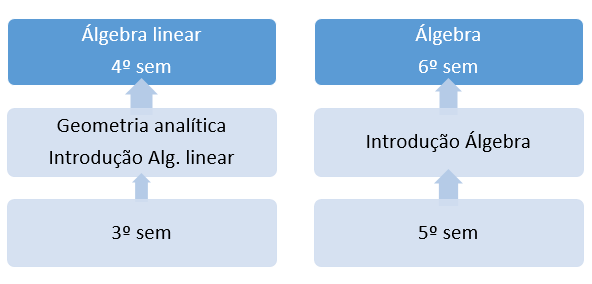 Álgebra linear
4º sem
Geometria analítica
Introdução Alg. linear
3º sem
Álgebra
6º sem
Introdução Álgebra
5º sem